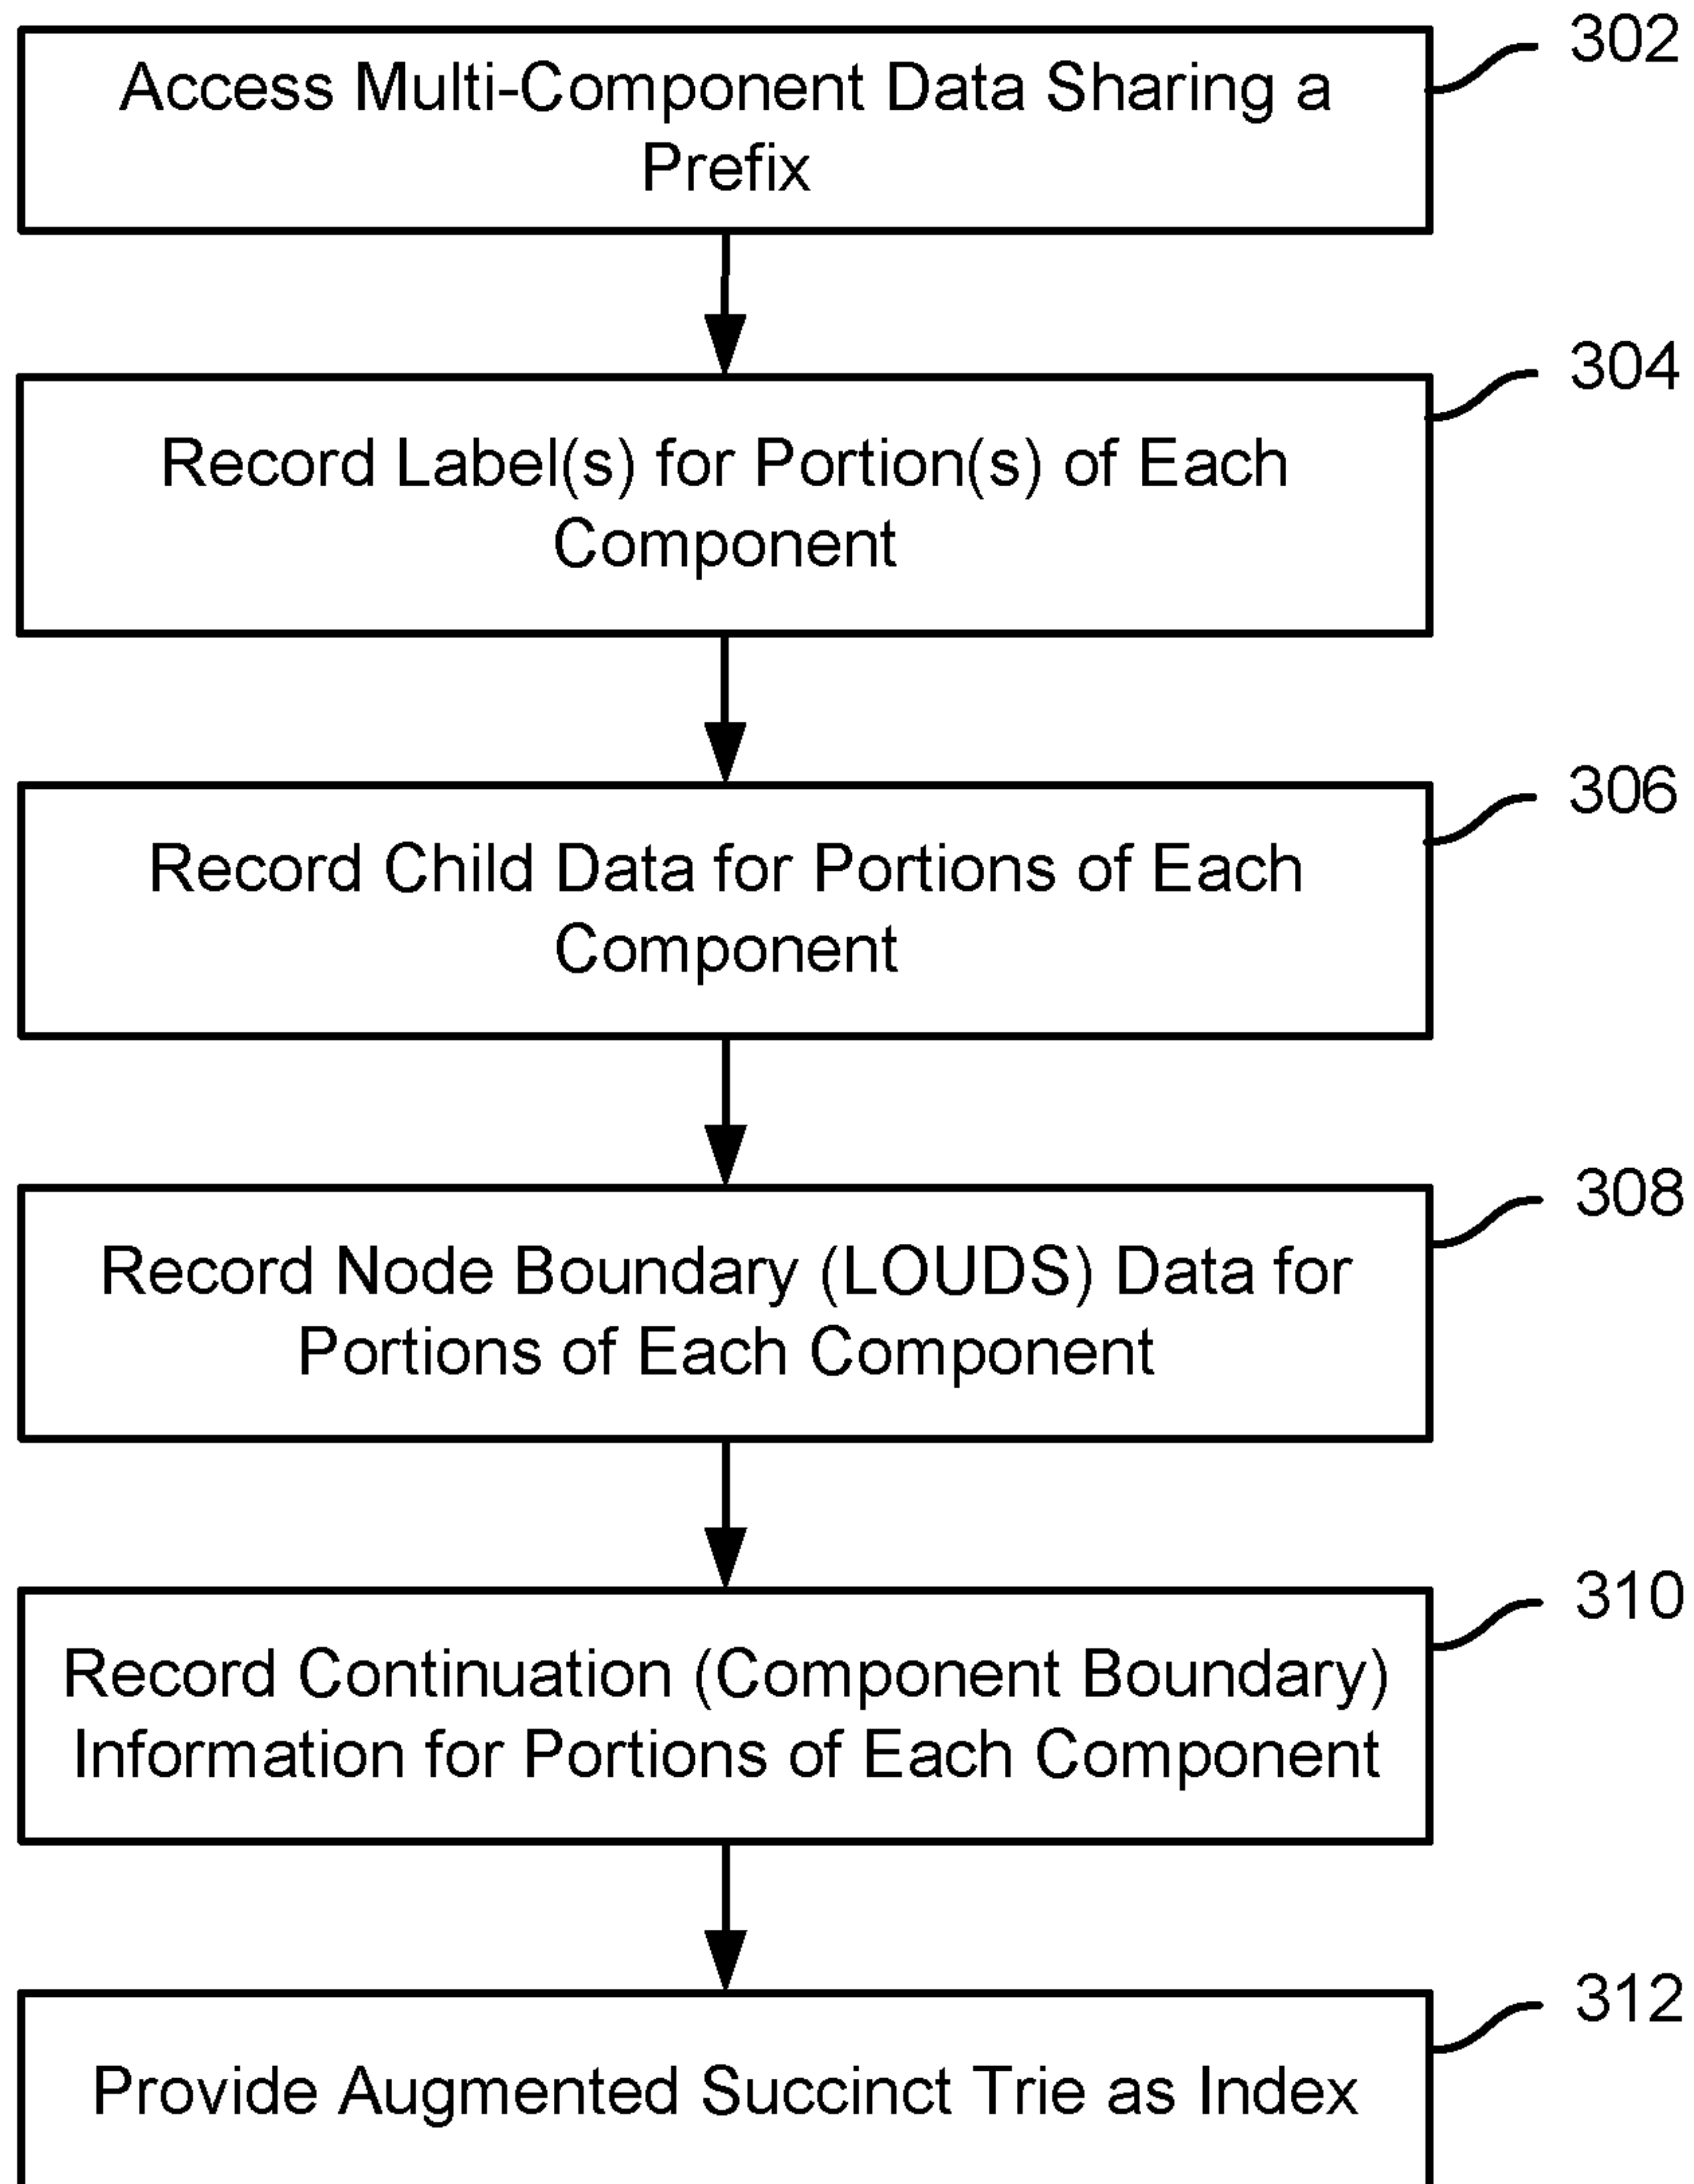 302
Access Multi-Component Data Sharing a
Prefix
304
Record Label(s) for Portion(s) of Each
Component
306
Record Child Data for Portions of Each
Component
308
Record Node Boundary (LOUDS) Data for
Portions of Each Component
310
Record Continuation (Component Boundary)
Information for Portions of Each Component
312
Provide Augmented Succinct Trie as Index